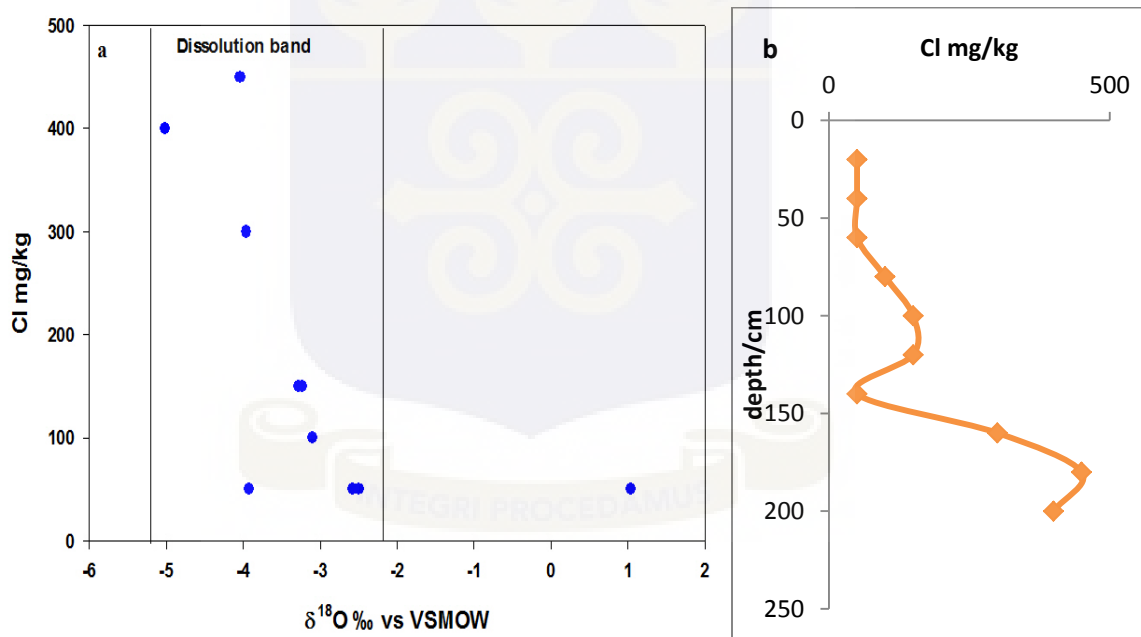 a
Dissolution band
500
400
300
200
100
0
Cl mg/kg
-6 -5 -4 -3 -2 -1 0 1 2
δ¹⁸O ‰ vs VSMOW
INTEGRI PROCEDAMUS
b
Cl mg/kg
0 500
0
50
100
150
200
250
depth/cm